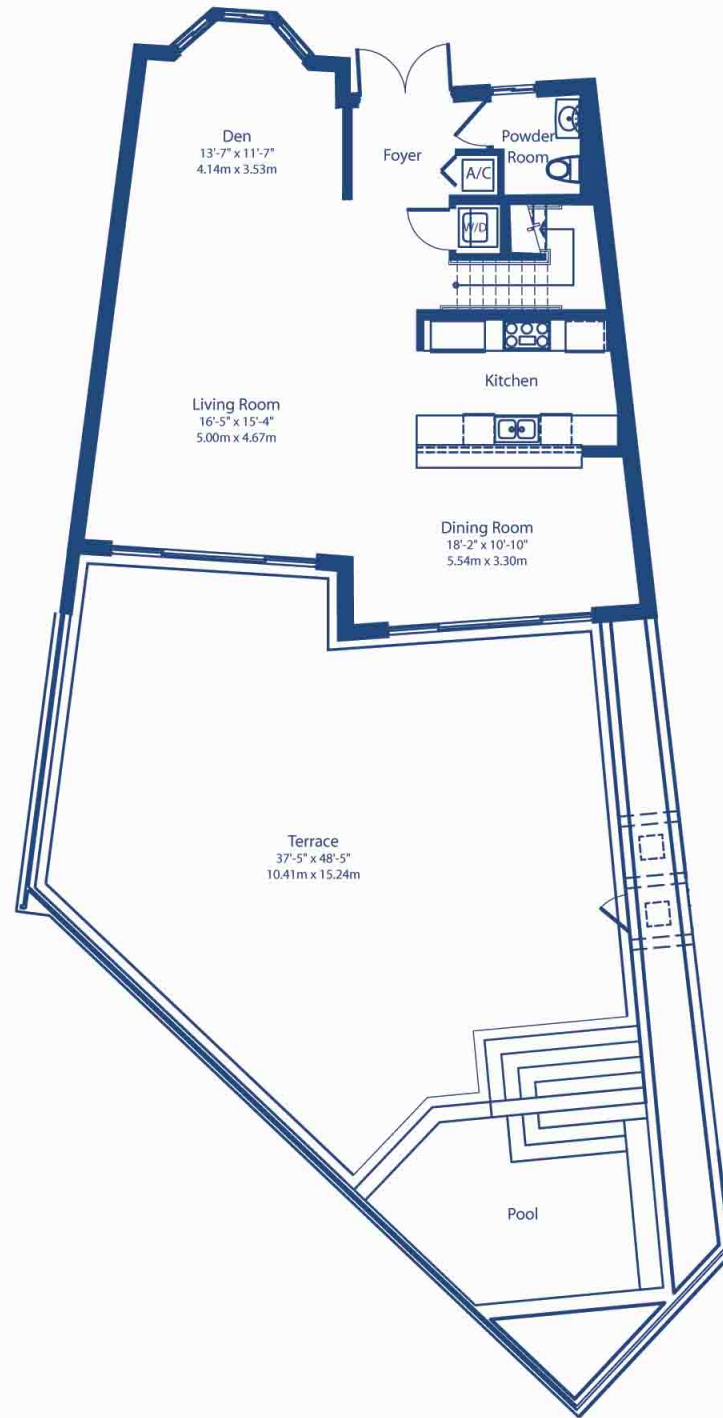 Den
13'-7" x 11'-7"
4.14m x 3.53m
Foyer
Powder
Room
A/C
W/D
Kitchen
Living Room
16'-5" x 15'-4"
5.00m x 4.67m
Dining Room
18'-2" x 10'-10"
5.54m x 3.30m
Terrace
37'-5" x 48'-5"
10.41m x 15.24m
Pool